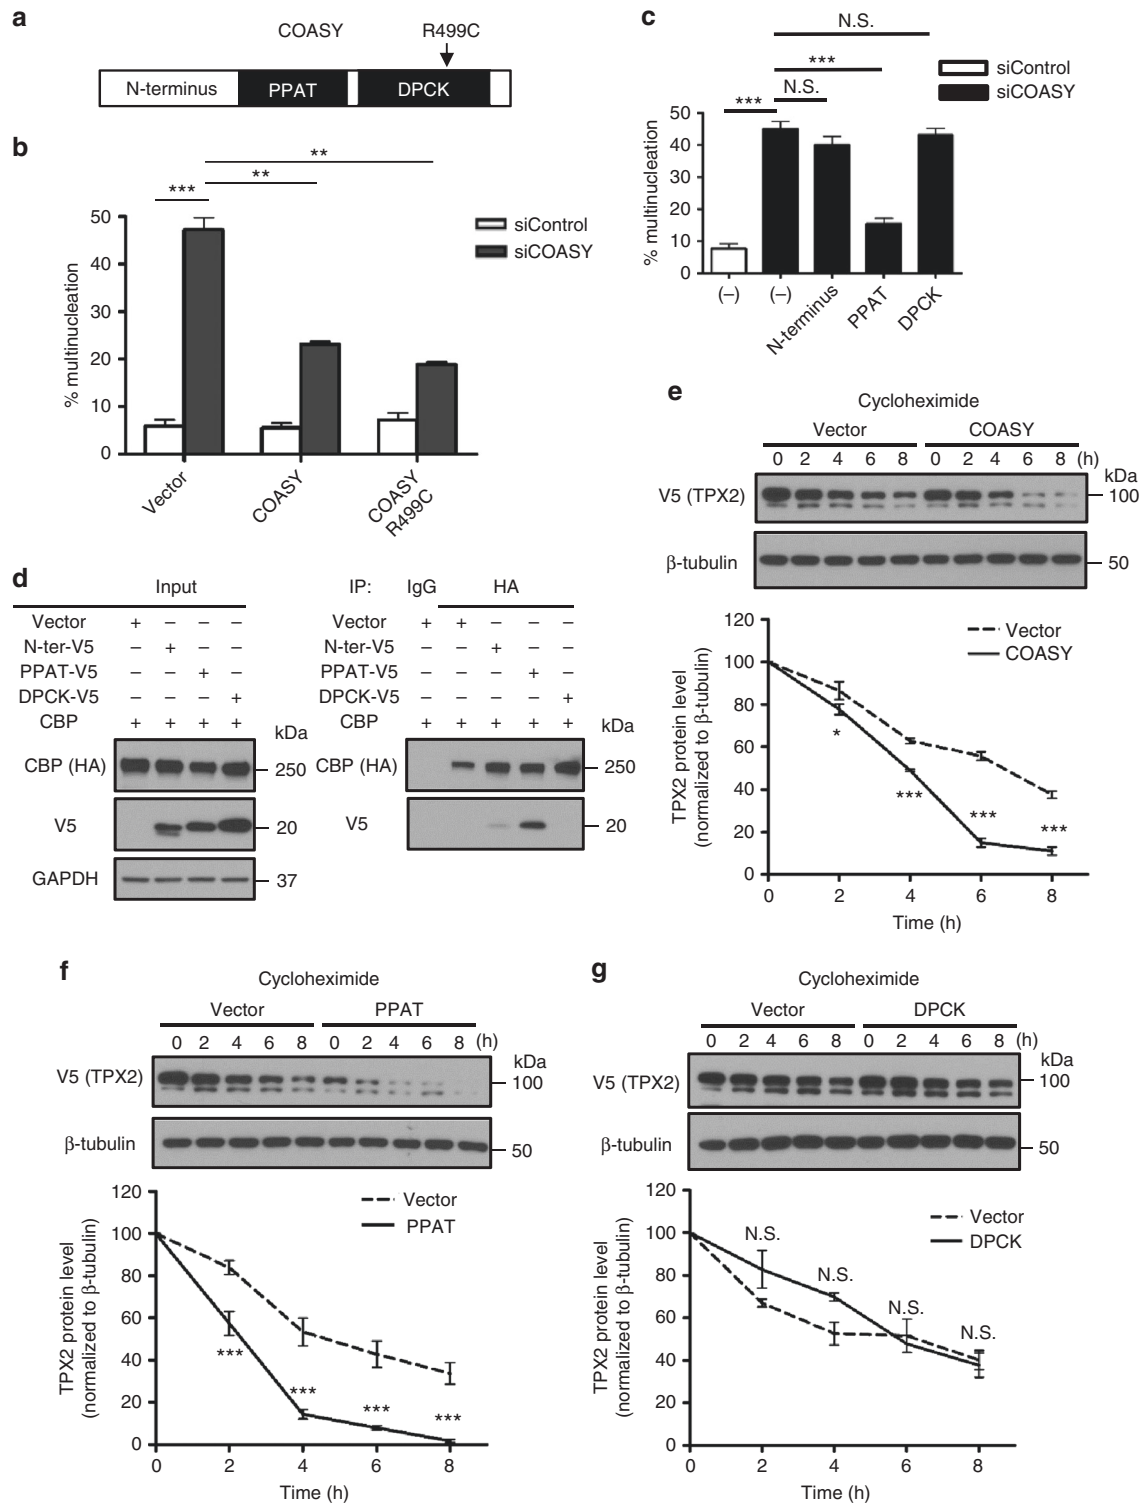 a
COASY R499C
N-terminus PPAT DPCK
b
** 
**
***
% multinucleation
50
40
30
20
10
0
siControl
siCOASY
Vector
COASY
COASY R499C
c
N.S.
***
*** N.S.
siControl
siCOASY
% multinucleation
50
40
30
20
10
0
(–) (–) N-terminus PPAT DPCK
d
Input
Vector + – – –
N-ter-V5 – + – –
PPAT-V5 – – + –
DPCK-V5 – – – +
CBP + + + +
kDa
CBP (HA) 250
V5 20
GAPDH 37
IP: IgG HA
Vector + + – – –
N-ter-V5 – – + – –
PPAT-V5 – – – + –
DPCK-V5 – – – – +
CBP + + + + +
kDa
CBP (HA) 250
V5 20
e
Cycloheximide
Vector COASY
0 2 4 6 8 0 2 4 6 8 (h)
kDa
V5 (TPX2) 100
β-tubulin 50
TPX2 protein level
(normalized to β-tubulin)
120
100
80
60
40
20
0
Vector
COASY
* *** *** ***
0 2 4 6 8
Time (h)
f
Cycloheximide
Vector PPAT
0 2 4 6 8 0 2 4 6 8 (h)
kDa
V5 (TPX2) 100
β-tubulin 50
TPX2 protein level
(normalized to β-tubulin)
120
100
80
60
40
20
0
Vector
PPAT
*** *** *** ***
0 2 4 6 8
Time (h)
g
Cycloheximide
Vector DPCK
0 2 4 6 8 0 2 4 6 8 (h)
kDa
V5 (TPX2) 100
β-tubulin 50
TPX2 protein level
(normalized to β-tubulin)
120
100
80
60
40
20
0
Vector
DPCK
N.S. N.S. N.S. N.S.
0 2 4 6 8
Time (h)